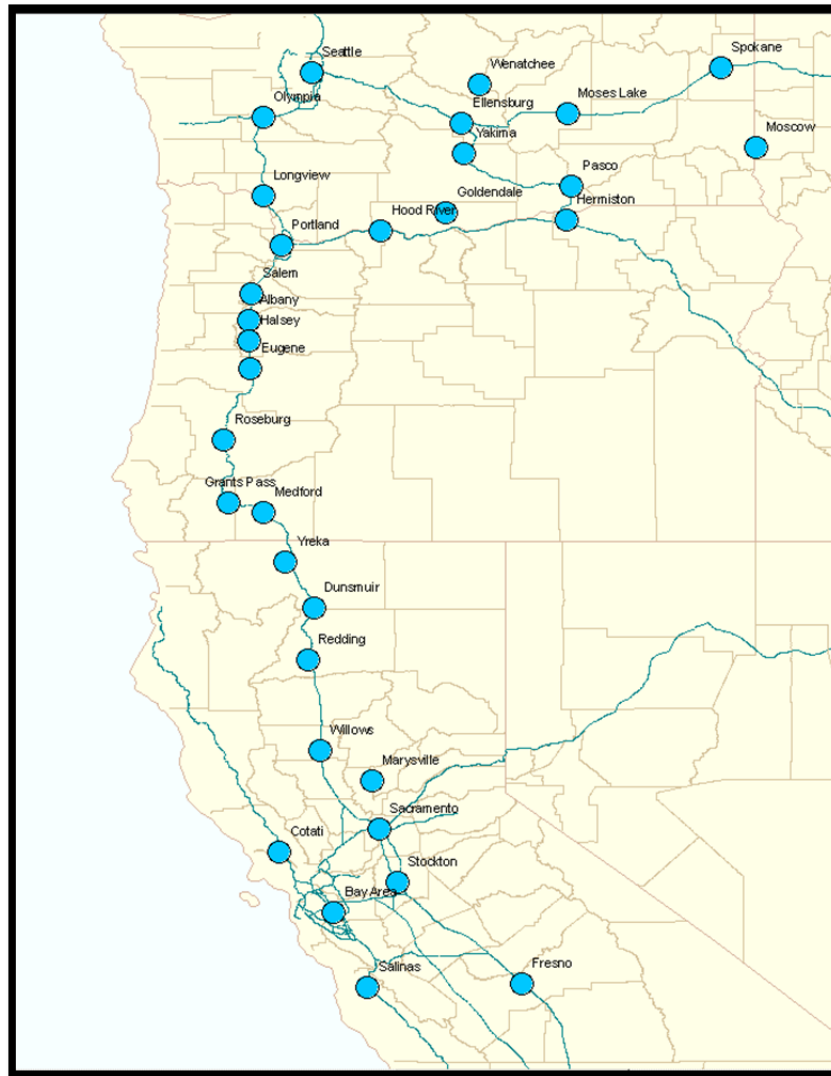 Seattle
Spokane
Wenatchee
Olympia
Ellensburg
Moses Lake
Yakima
Moscow
Pasco
Longview
Goldendale
Hermiston
Hood River
Portland
Salem
Albany
Halsey
Eugene
Roseburg
Grants Pass
Medford
Yreka
Dunsmuir
Redding
Willows
Marysville
Sacramento
Cotati
Stockton
Bay Area
Salinas
Fresno